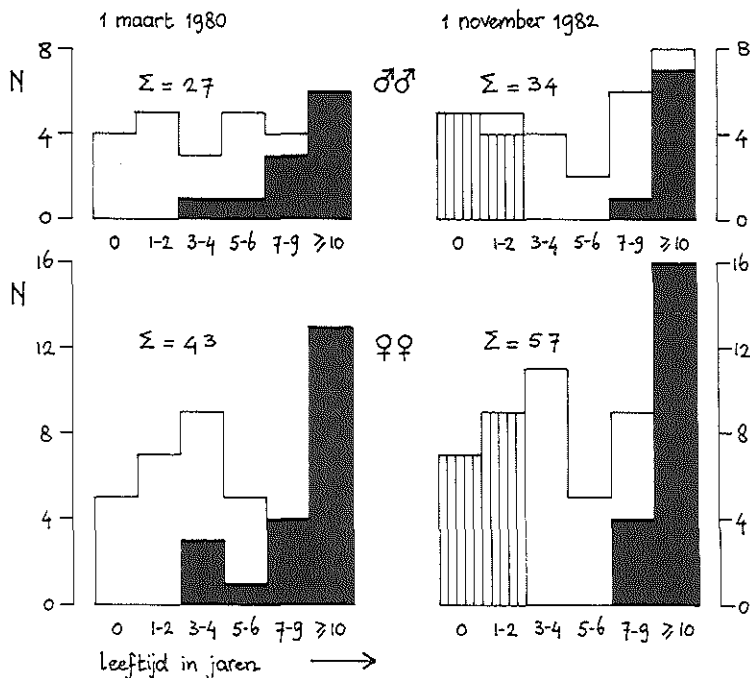 1 maart 1980
1 november 1982
8
N
4
0
Σ = 27
♂♂
Σ = 34
8
4
0
0 1-2 3-4 5-6 7-9 ⩾10
0 1-2 3-4 5-6 7-9 ⩾10
16
N
12
8
4
0
Σ = 43
♀♀
Σ = 57
16
12
8
4
0
0 1-2 3-4 5-6 7-9 ⩾10
0 1-2 3-4 5-6 7-9 ⩾10
leeftijd in jaren ⟶